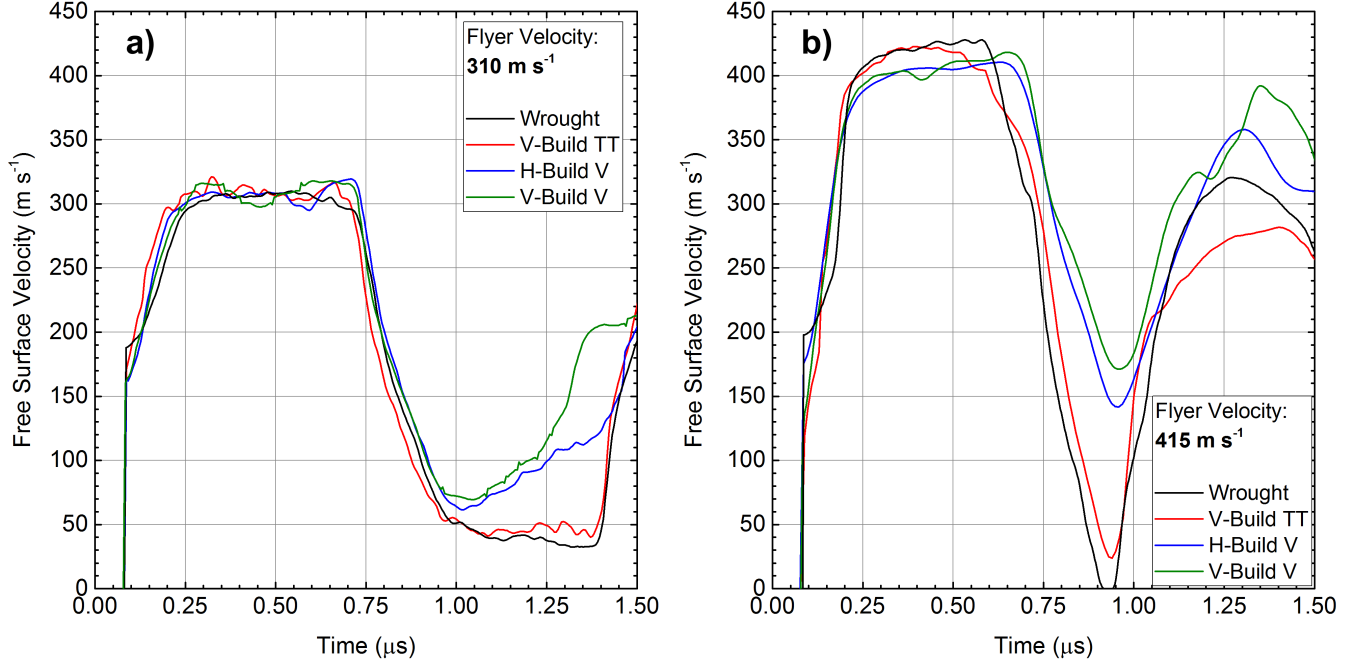 a)
Flyer Velocity:
310 m s⁻¹
Wrought
V-Build TT
H-Build V
V-Build V
Free Surface Velocity (m s⁻¹)
450
400
350
300
250
200
150
100
50
0
0.00 0.25 0.50 0.75 1.00 1.25 1.50
Time (μs)
b)
Flyer Velocity:
415 m s⁻¹
Wrought
V-Build TT
H-Build V
V-Build V
Free Surface Velocity (m s⁻¹)
450
400
350
300
250
200
150
100
50
0
0.00 0.25 0.50 0.75 1.00 1.25 1.50
Time (μs)